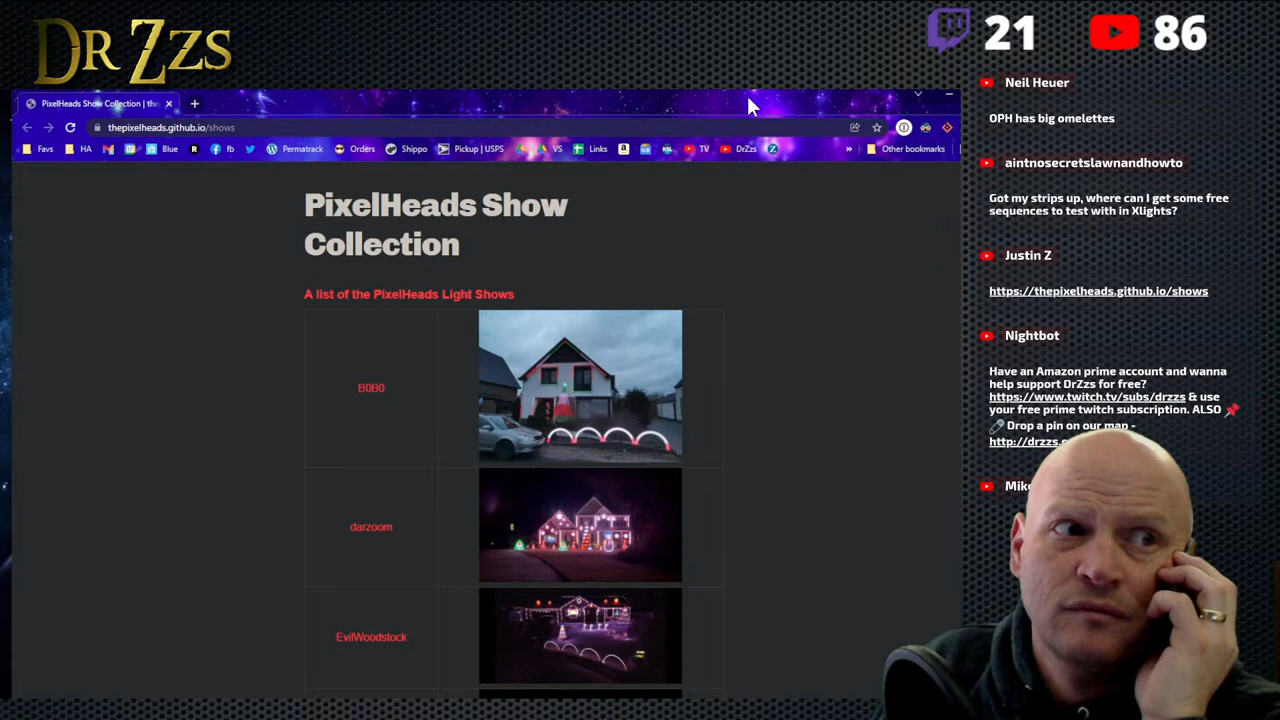 DR ZZS
21
86
PixelHeads Show Collection | the
thepixelheads.github.io/shows
Favs
HA
Blue
fb
Permatrack
Orders
Shippo
Pickup | USPS
VS
Links
TV
DrZzs
»
Other bookmarks
PixelHeads Show
Collection
A list of the PixelHeads Light Shows
B0B0
darzoom
EvilWoodstock
Neil Heuer
OPH has big omelettes
aintnosecretslawnandhowto
Got my strips up, where can I get some free
sequences to test with in Xlights?
Justin Z
https://thepixelheads.github.io/shows
Nightbot
Have an Amazon prime account and wanna
help support DrZzs for free?
https://www.twitch.tv/subs/drzzs & use
your free prime twitch subscription. ALSO
Drop a pin on our map -
http://drzzs.